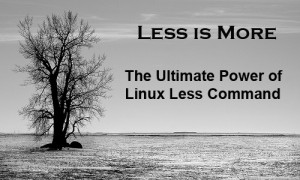 Less is More
The Ultimate Power of
Linux Less Command